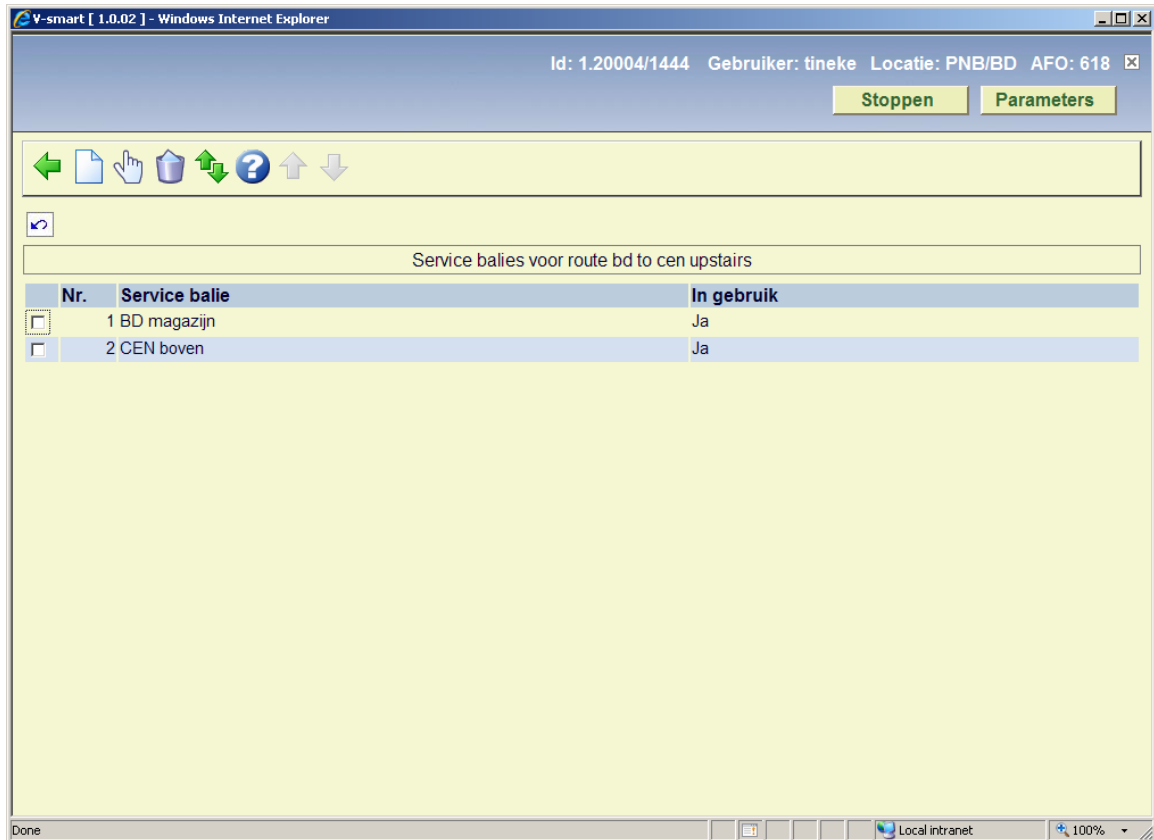 V-smart [ 1.0.02 ] - Windows Internet Explorer
Id: 1.20004/1444 Gebruiker: tineke Locatie: PNB/BD AFO: 618
Stoppen Parameters
Service balies voor route bd to cen upstairs
Nr. Service balie In gebruik
1 BD magazijn Ja
2 CEN boven Ja
Done Local intranet 100%